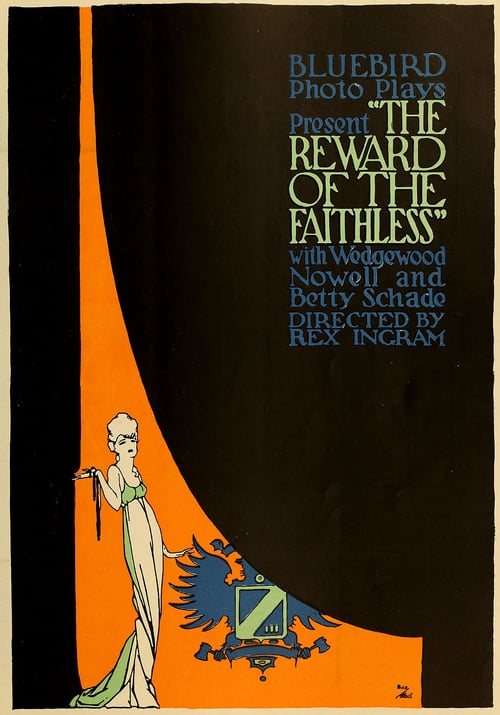 BLUEBIRD
Photo Plays
Present "THE
REWARD
OF THE
FAITHLESS"
with Wedgewood
Nowell and
Betty Schade
DIRECTED BY
REX INGRAM